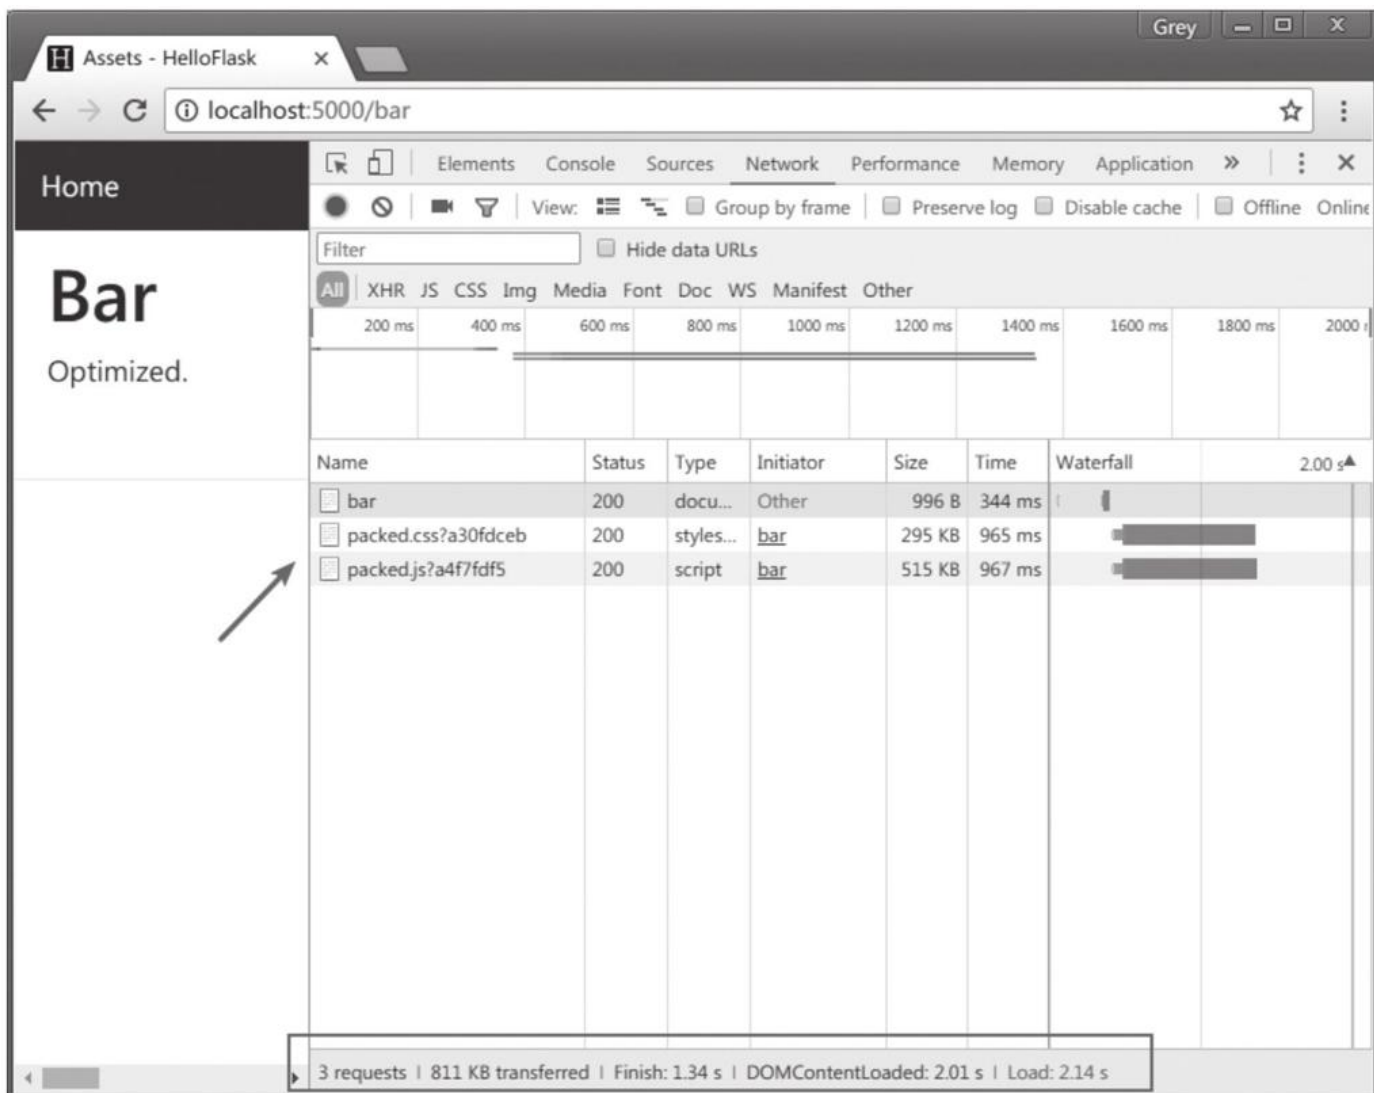 Grey
Assets - HelloFlask
localhost:5000/bar
Home
Bar
Optimized.
Elements Console Sources Network Performance Memory Application
View: Group by frame Preserve log Disable cache Offline Online
Filter Hide data URLs
All XHR JS CSS Img Media Font Doc WS Manifest Other
200 ms 400 ms 600 ms 800 ms 1000 ms 1200 ms 1400 ms 1600 ms 1800 ms 2000
Name Status Type Initiator Size Time Waterfall 2.00 s
bar 200 docu... Other 996 B 344 ms
packed.css?a30fdceb 200 styles... bar 295 KB 965 ms
packed.js?a4f7fdf5 200 script bar 515 KB 967 ms
3 requests | 811 KB transferred | Finish: 1.34 s | DOMContentLoaded: 2.01 s | Load: 2.14 s